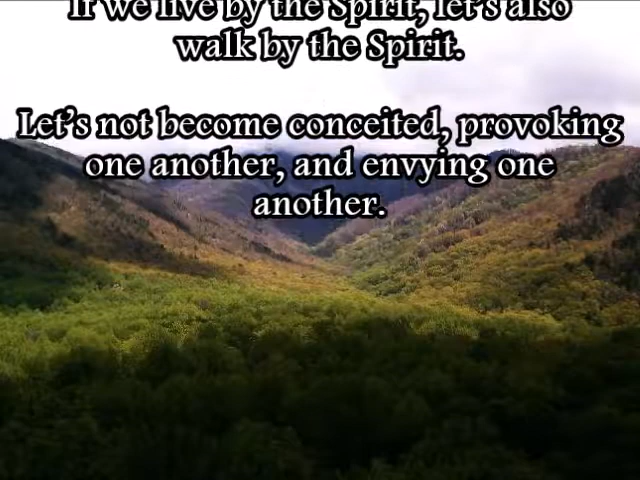 If we live by the Spirit, let's also
walk by the Spirit.
Let's not become conceited, provoking
one another, and envying one
another.